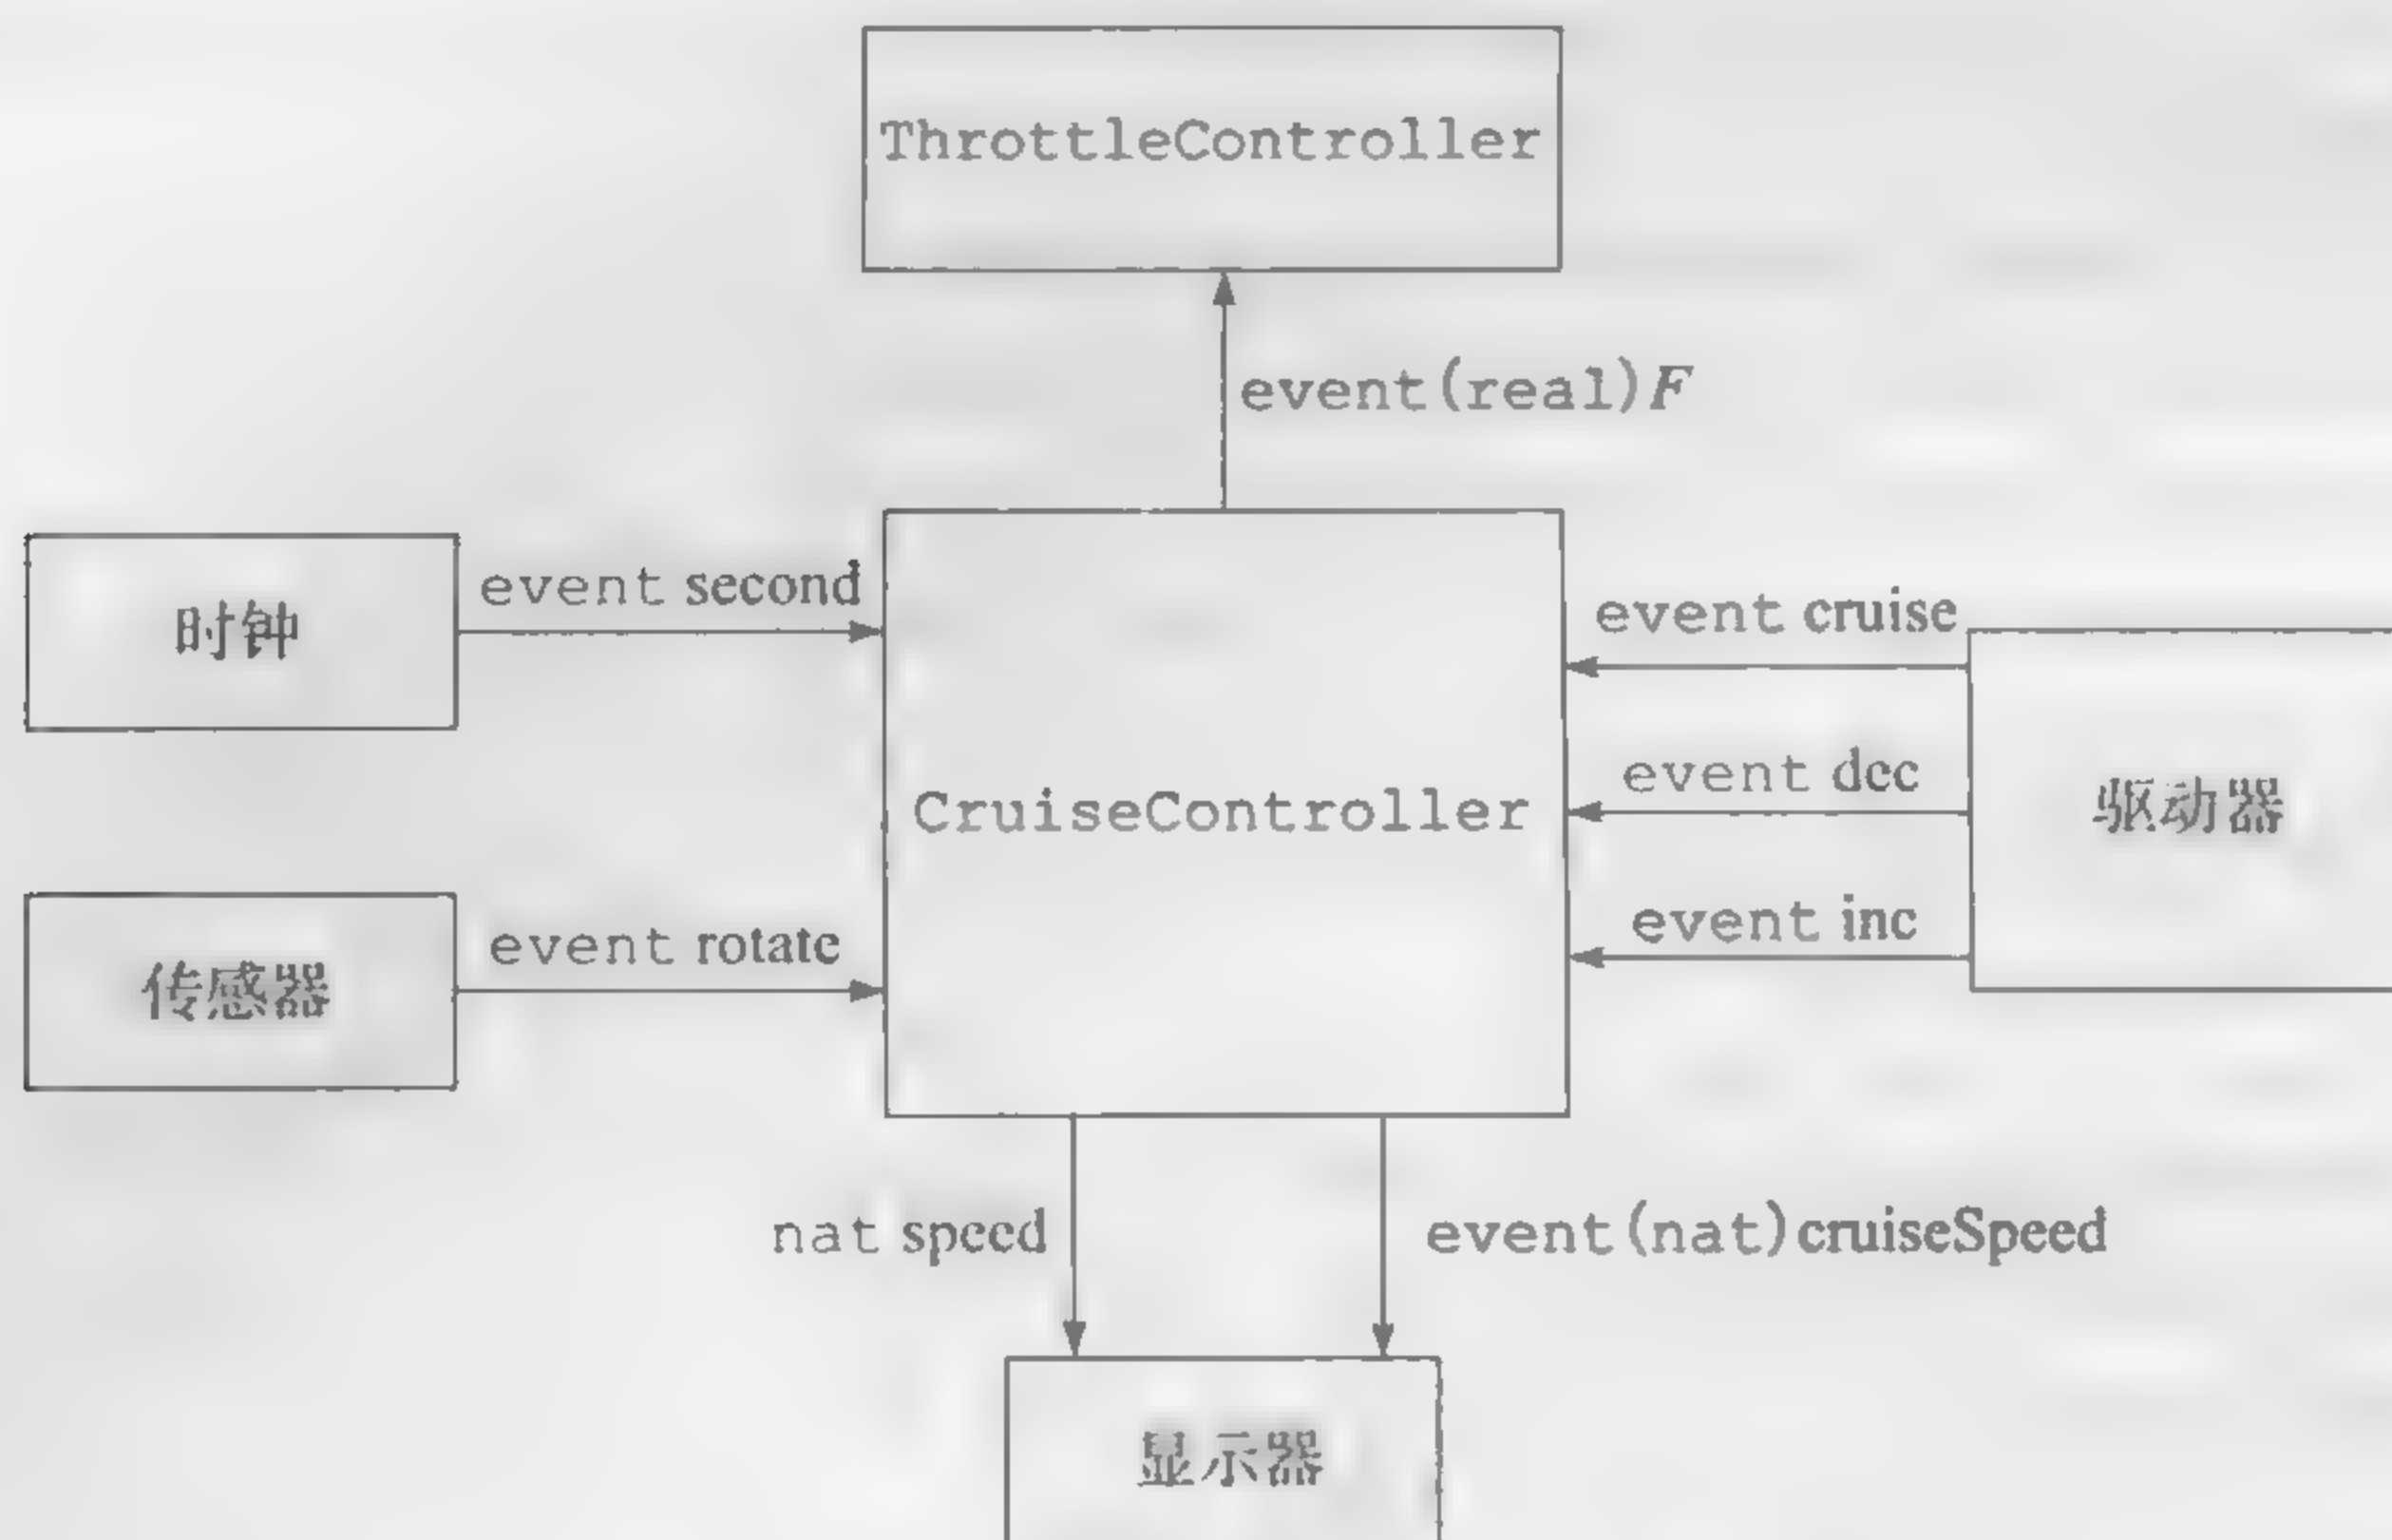 ThrottleController
event(real)F
时钟
event second
event cruise
event dec
驱动器
CruiseController
event inc
传感器
event rotate
nat speed
event(nat)cruiseSpeed
显示器